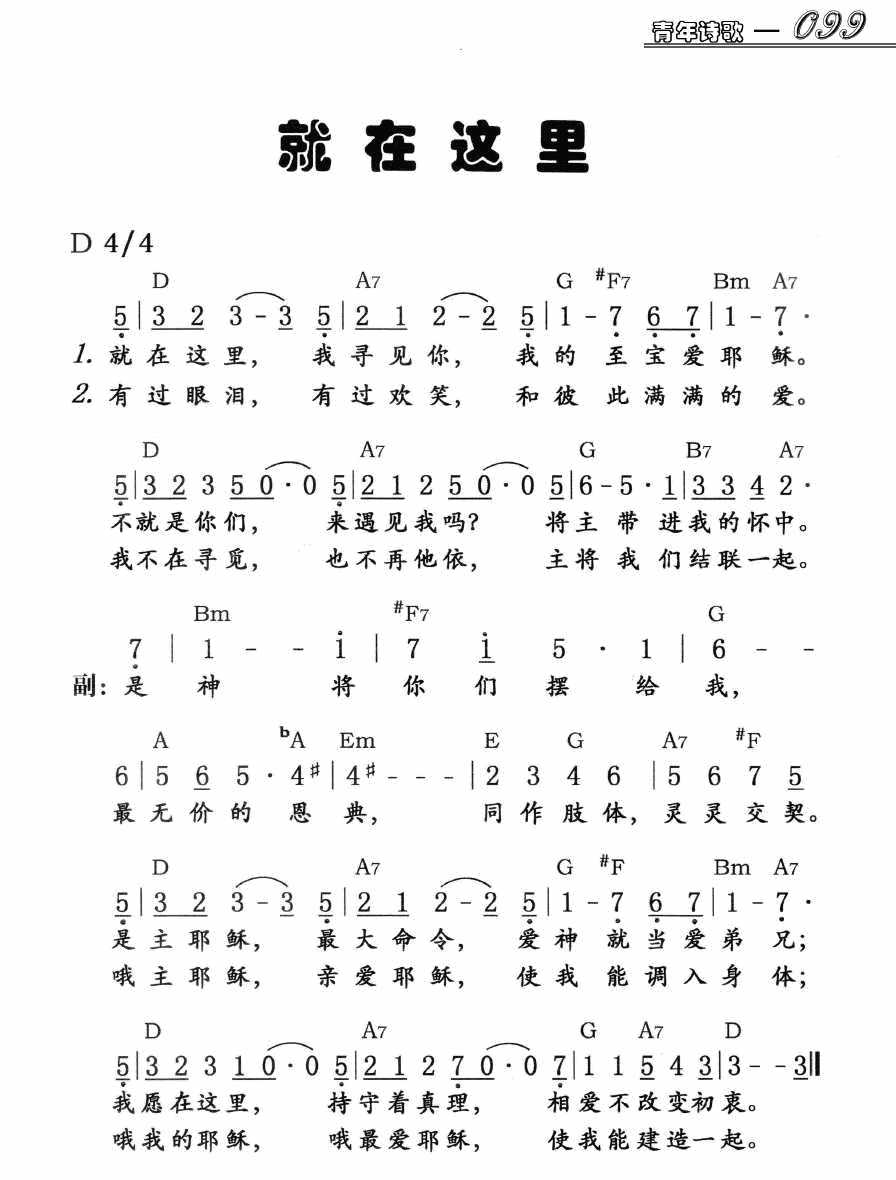 青年诗歌 — 099
就在这里
D 4/4
D A7 G #F7 Bm A7
5 | 3 2 3 - 3 5 | 2 1 2 - 2 5 | 1 - 7 6 7 | 1 - 7 ·
1. 就在这里， 我寻见你， 我的至宝爱耶稣。
2. 有过眼泪， 有过欢笑， 和彼此满满的爱。
D A7 G B7 A7
5 | 3 2 3 5 0 · 0 5 | 2 1 2 5 0 · 0 5 | 6 - 5 · 1 | 3 3 4 2 ·
不就是你们， 来遇见我吗？ 将主带进我的怀中。
我不在寻觅， 也不再他依， 主将我们结联一起。
Bm #F7 G
7 | 1 - - i | 7 i 5 · 1 | 6 - -
副：是神将你们摆给我，
A bA Em E G A7 #F
6 | 5 6 5 · 4# | 4# - - - | 2 3 4 6 | 5 6 7 5
最无价的恩典， 同作肢体，灵灵交契。
D A7 G #F Bm A7
5 | 3 2 3 - 3 5 | 2 1 2 - 2 5 | 1 - 7 6 7 | 1 - 7 ·
是主耶稣， 最大命令， 爱神就当爱弟兄；
哦主耶稣， 亲爱耶稣， 使我能调入身体；
D A7 G A7 D
5 | 3 2 3 1 0 · 0 5 | 2 1 2 7 0 · 0 7 | 1 1 5 4 3 | 3 - - 3 ‖
我愿在这里， 持守着真理， 相爱不改变初衷。
哦我的耶稣， 哦最爱耶稣， 使我能建造一起。